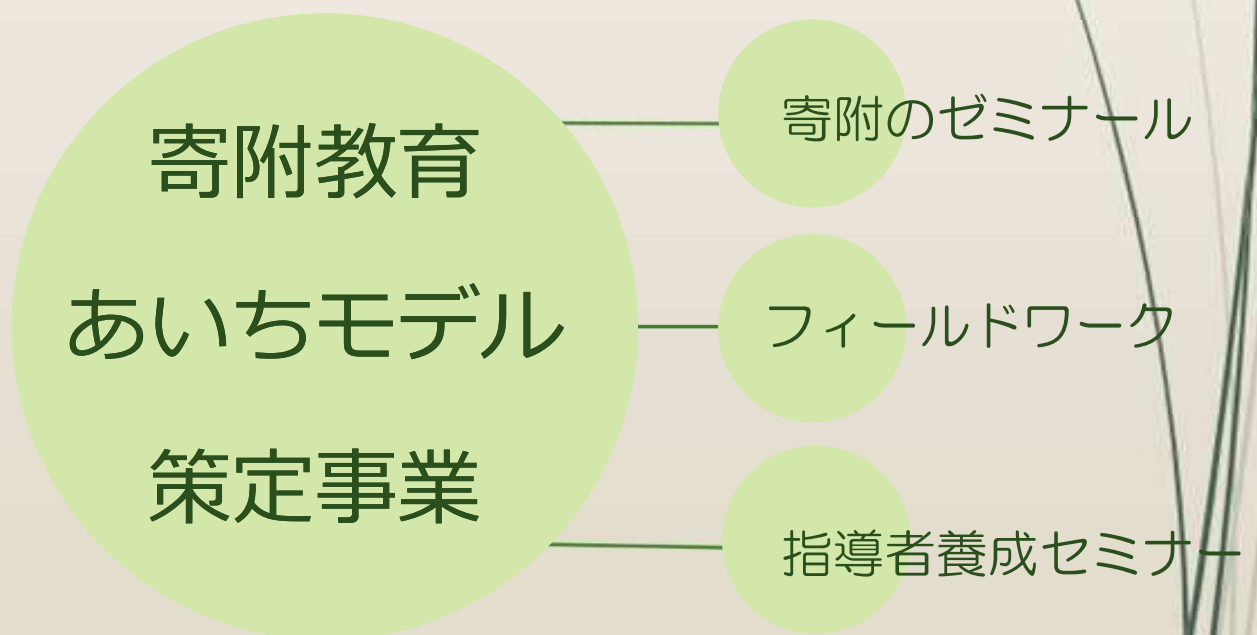 寄附教育
あいちモデル
策定事業
寄附のゼミナール
フィールドワーク
指導者養成セミナー